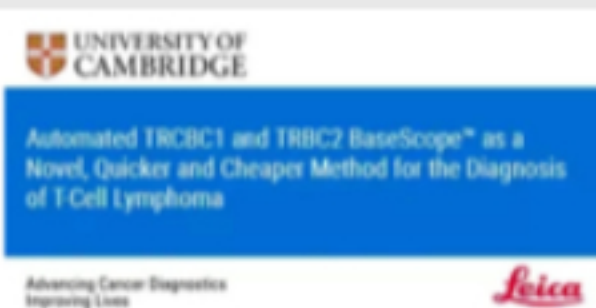 UNIVERSITY OF
CAMBRIDGE
Automated TRCBC1 and TRBC2 BaseScope™ as a
Novel, Quicker and Cheaper Method for the Diagnosis
of T-Cell Lymphoma
Advancing Cancer Diagnostics
Improving Lives
Leica